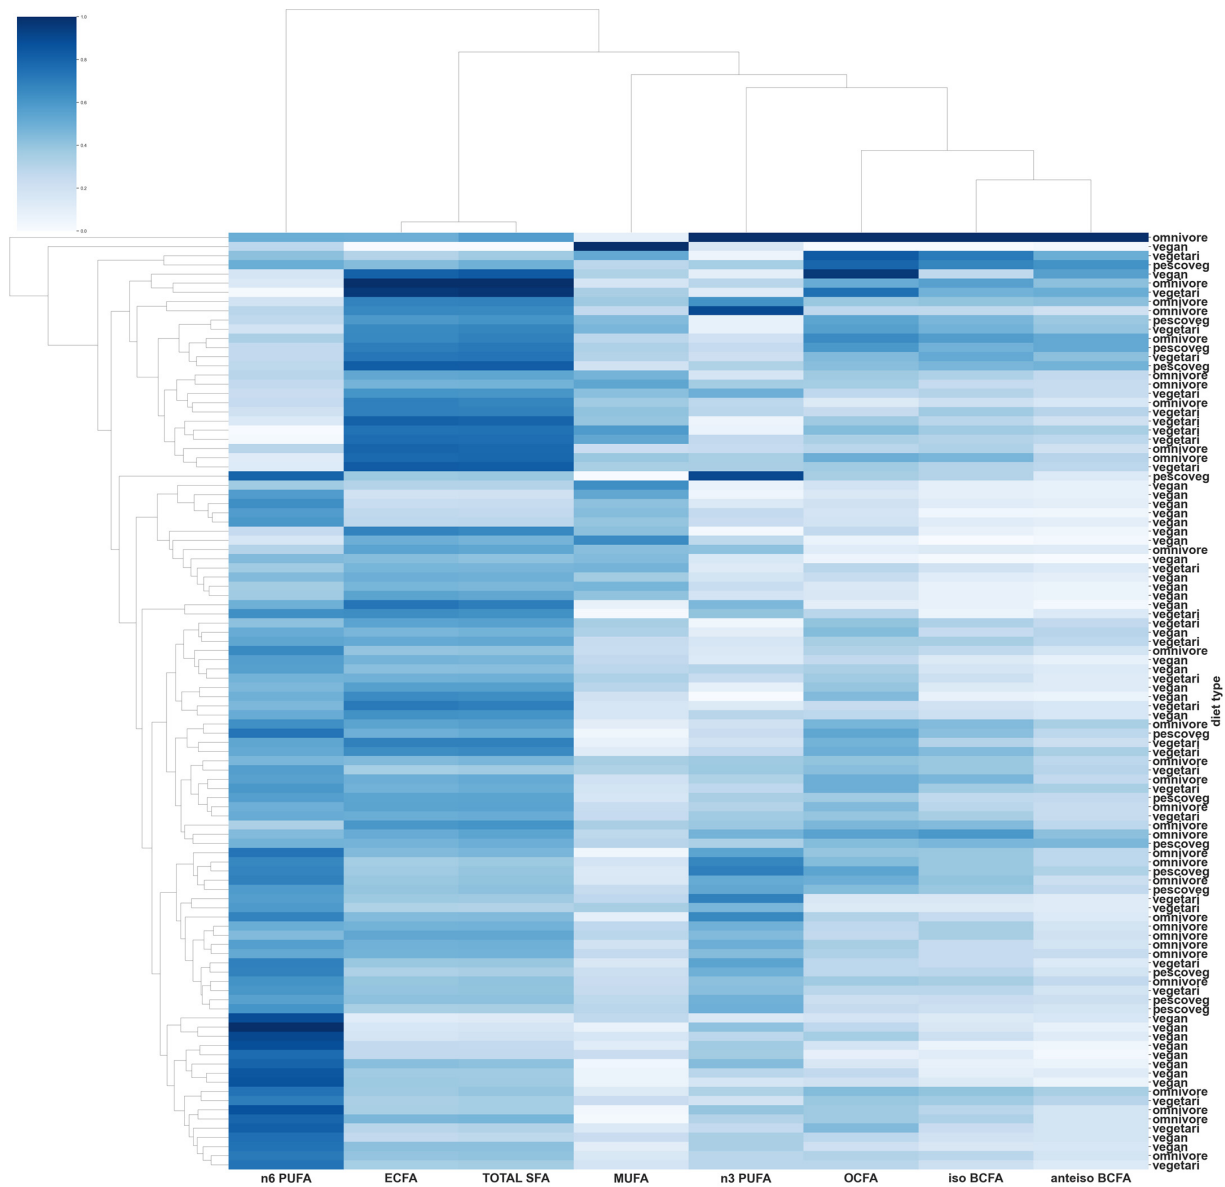 1.0
0.8
0.6
0.4
0.2
0.0
omnivore
vegan
vegetari
pescoveg
vegan
omnivore
vegetari
omnivore
omnivore
pescoveg
vegetari
omnivore
pescoveg
vegetari
pescoveg
omnivore
omnivore
vegetari
omnivore
vegetari
vegetari
vegetari
vegetari
omnivore
omnivore
vegetari
pescoveg
vegan
vegan
vegan
vegan
vegan
vegan
vegan
omnivore
vegan
vegetari
vegan
vegan
vegan
vegan
vegetari
vegetari
vegan
vegetari
omnivore
vegan
vegan
vegetari
vegan
vegan
vegetari
vegan
omnivore
pescoveg
vegetari
vegetari
omnivore
vegetari
omnivore
vegetari
pescoveg
omnivore
vegetari
omnivore
omnivore
pescoveg
omnivore
omnivore
pescoveg
omnivore
pescoveg
vegetari
vegetari
omnivore
omnivore
omnivore
omnivore
omnivore
vegetari
pescoveg
omnivore
vegetari
pescoveg
pescoveg
vegan
vegan
vegan
vegan
vegan
vegan
vegan
vegan
omnivore
vegetari
omnivore
omnivore
vegetari
vegan
vegan
omnivore
vegetari
diet type
n6 PUFA ECFA TOTAL SFA MUFA n3 PUFA OCFA iso BCFA anteiso BCFA